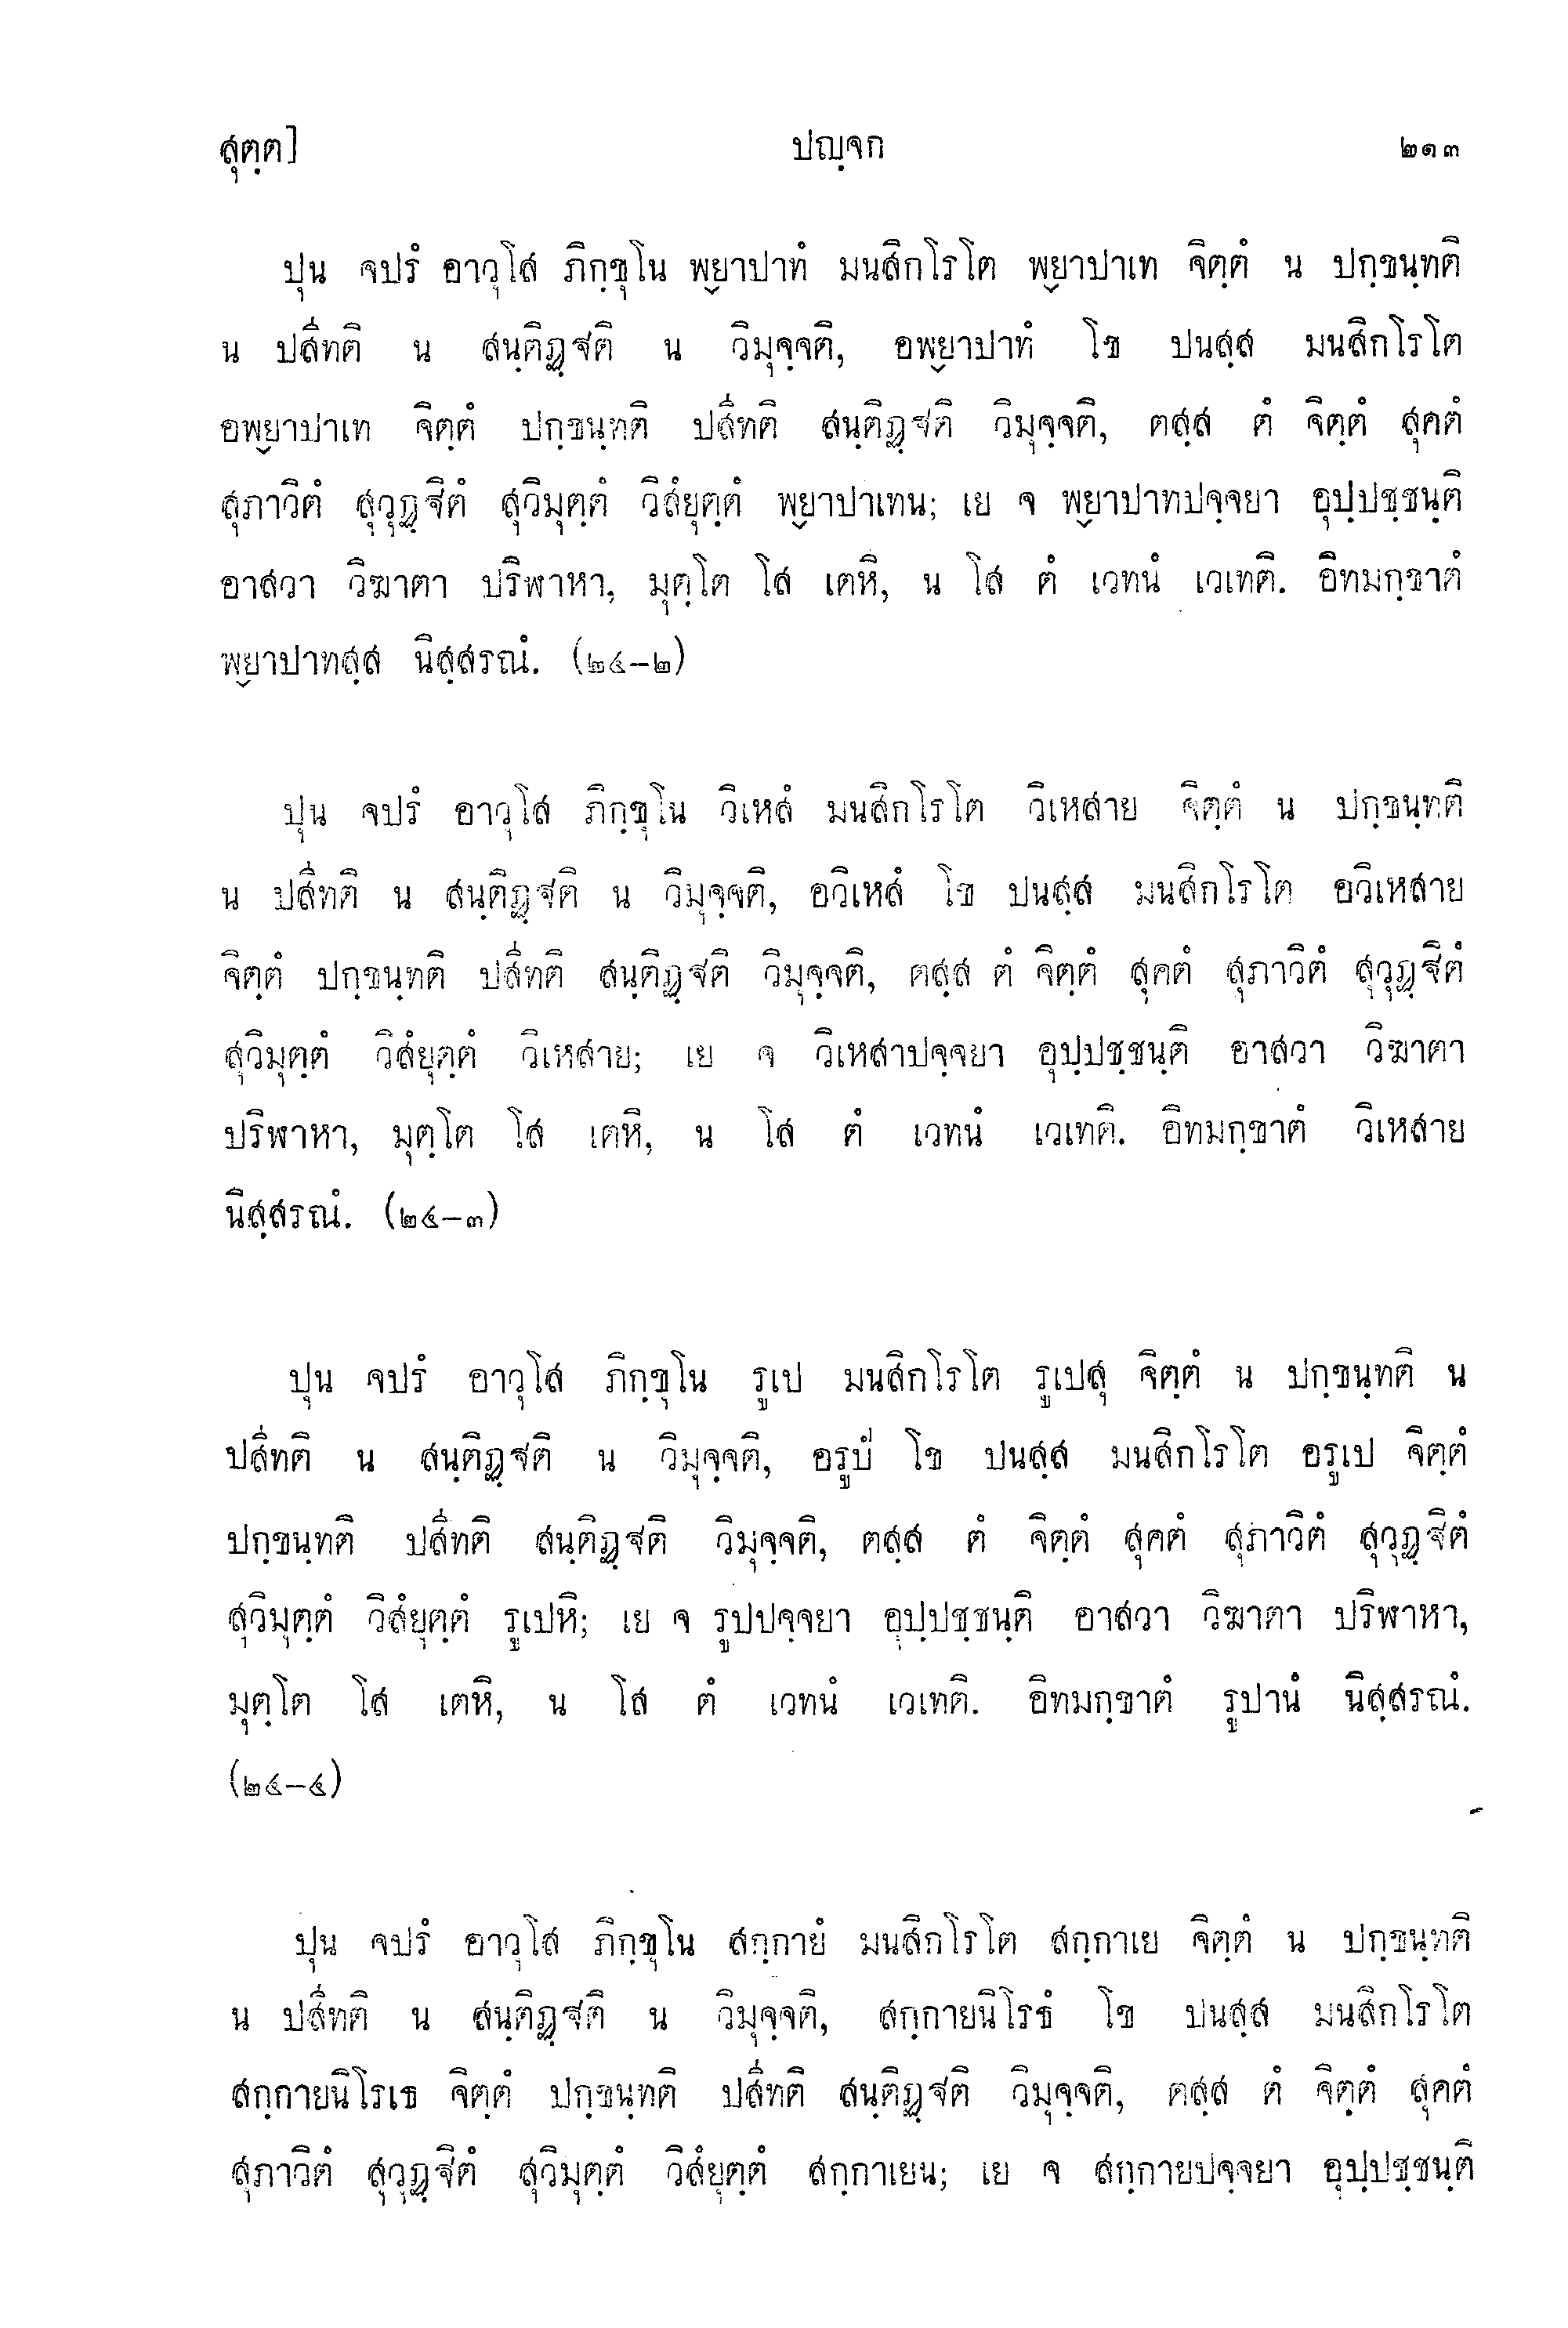 สุตฺต] ปญฺจก ๒๑๓
ปุน จปรํ อาวุโส ภิกฺขุโน พฺยาปาทํ มนสิกโรโต พฺยาปาเท จิตฺตํ น ปกฺขนฺทติ
น ปสีทติ น สนฺติฏฺฐติ น วิมุจฺจติ, อพฺยาปาทํ โข ปนสฺส มนสิกโรโต
อพฺยาปาเท จิตฺตํ ปกฺขนฺทติ ปสีทติ สนฺติฏฺฐติ วิมุจฺจติ, ตสฺส ตํ จิตฺตํ สุคตํ
สุภาวิตํ สุวุฏฺฐิตํ สุวิมุตฺตํ วิสํยุตฺตํ พฺยาปาเทน; เย จ พฺยาปาทปจฺจยา อุปฺปชฺชนฺติ
อาสวา วิฆาตา ปริฬาหา, มุตฺโต โส เตหิ, น โส ตํ เวทนํ เวเทติ. อิทมกฺขาตํ
พฺยาปาทสฺส นิสฺสรณํ. (๒๔–๒)
ปุน จปรํ อาวุโส ภิกฺขุโน วิเหสํ มนสิกโรโต วิเหสาย จิตฺตํ น ปกฺขนฺทติ
น ปสีทติ น สนฺติฏฺฐติ น วิมุจฺจติ, อวิเหสํ โข ปนสฺส มนสิกโรโต อวิเหสาย
จิตฺตํ ปกฺขนฺทติ ปสีทติ สนฺติฏฺฐติ วิมุจฺจติ, ตสฺส ตํ จิตฺตํ สุคตํ สุภาวิตํ สุวุฏฺฐิตํ
สุวิมุตฺตํ วิสํยุตฺตํ วิเหสาย; เย จ วิเหสาปจฺจยา อุปฺปชฺชนฺติ อาสวา วิฆาตา
ปริฬาหา, มุตฺโต โส เตหิ, น โส ตํ เวทนํ เวเทติ. อิทมกฺขาตํ วิเหสาย
นิสฺสรณํ. (๒๔–๓)
ปุน จปรํ อาวุโส ภิกฺขุโน รูเป มนสิกโรโต รูเปสุ จิตฺตํ น ปกฺขนฺทติ น
ปสีทติ น สนฺติฏฺฐติ น วิมุจฺจติ, อรูปํ โข ปนสฺส มนสิกโรโต อรูเป จิตฺตํ
ปกฺขนฺทติ ปสีทติ สนฺติฏฺฐติ วิมุจฺจติ, ตสฺส ตํ จิตฺตํ สุคตํ สุภาวิตํ สุวุฏฺฐิตํ
สุวิมุตฺตํ วิสํยุตฺตํ รูเปหิ; เย จ รูปปจฺจยา อุปฺปชฺชนฺติ อาสวา วิฆาตา ปริฬาหา,
มุตฺโต โส เตหิ, น โส ตํ เวทนํ เวเทติ. อิทมกฺขาตํ รูปานํ นิสฺสรณํ.
(๒๔–๔)
ปุน จปรํ อาวุโส ภิกฺขุโน สกฺกายํ มนสิกโรโต สกฺกาเย จิตฺตํ น ปกฺขนฺทติ
น ปสีทติ น สนฺติฏฺฐติ น วิมุจฺจติ, สกฺกายนิโรธํ โข ปนสฺส มนสิกโรโต
สกฺกายนิโรเธ จิตฺตํ ปกฺขนฺทติ ปสีทติ สนฺติฏฺฐติ วิมุจฺจติ, ตสฺส ตํ จิตฺตํ สุคตํ
สุภาวิตํ สุวุฏฺฐิตํ สุวิมุตฺตํ วิสํยุตฺตํ สกฺกาเยน; เย จ สกฺกายปจฺจยา อุปฺปชฺชนฺติ